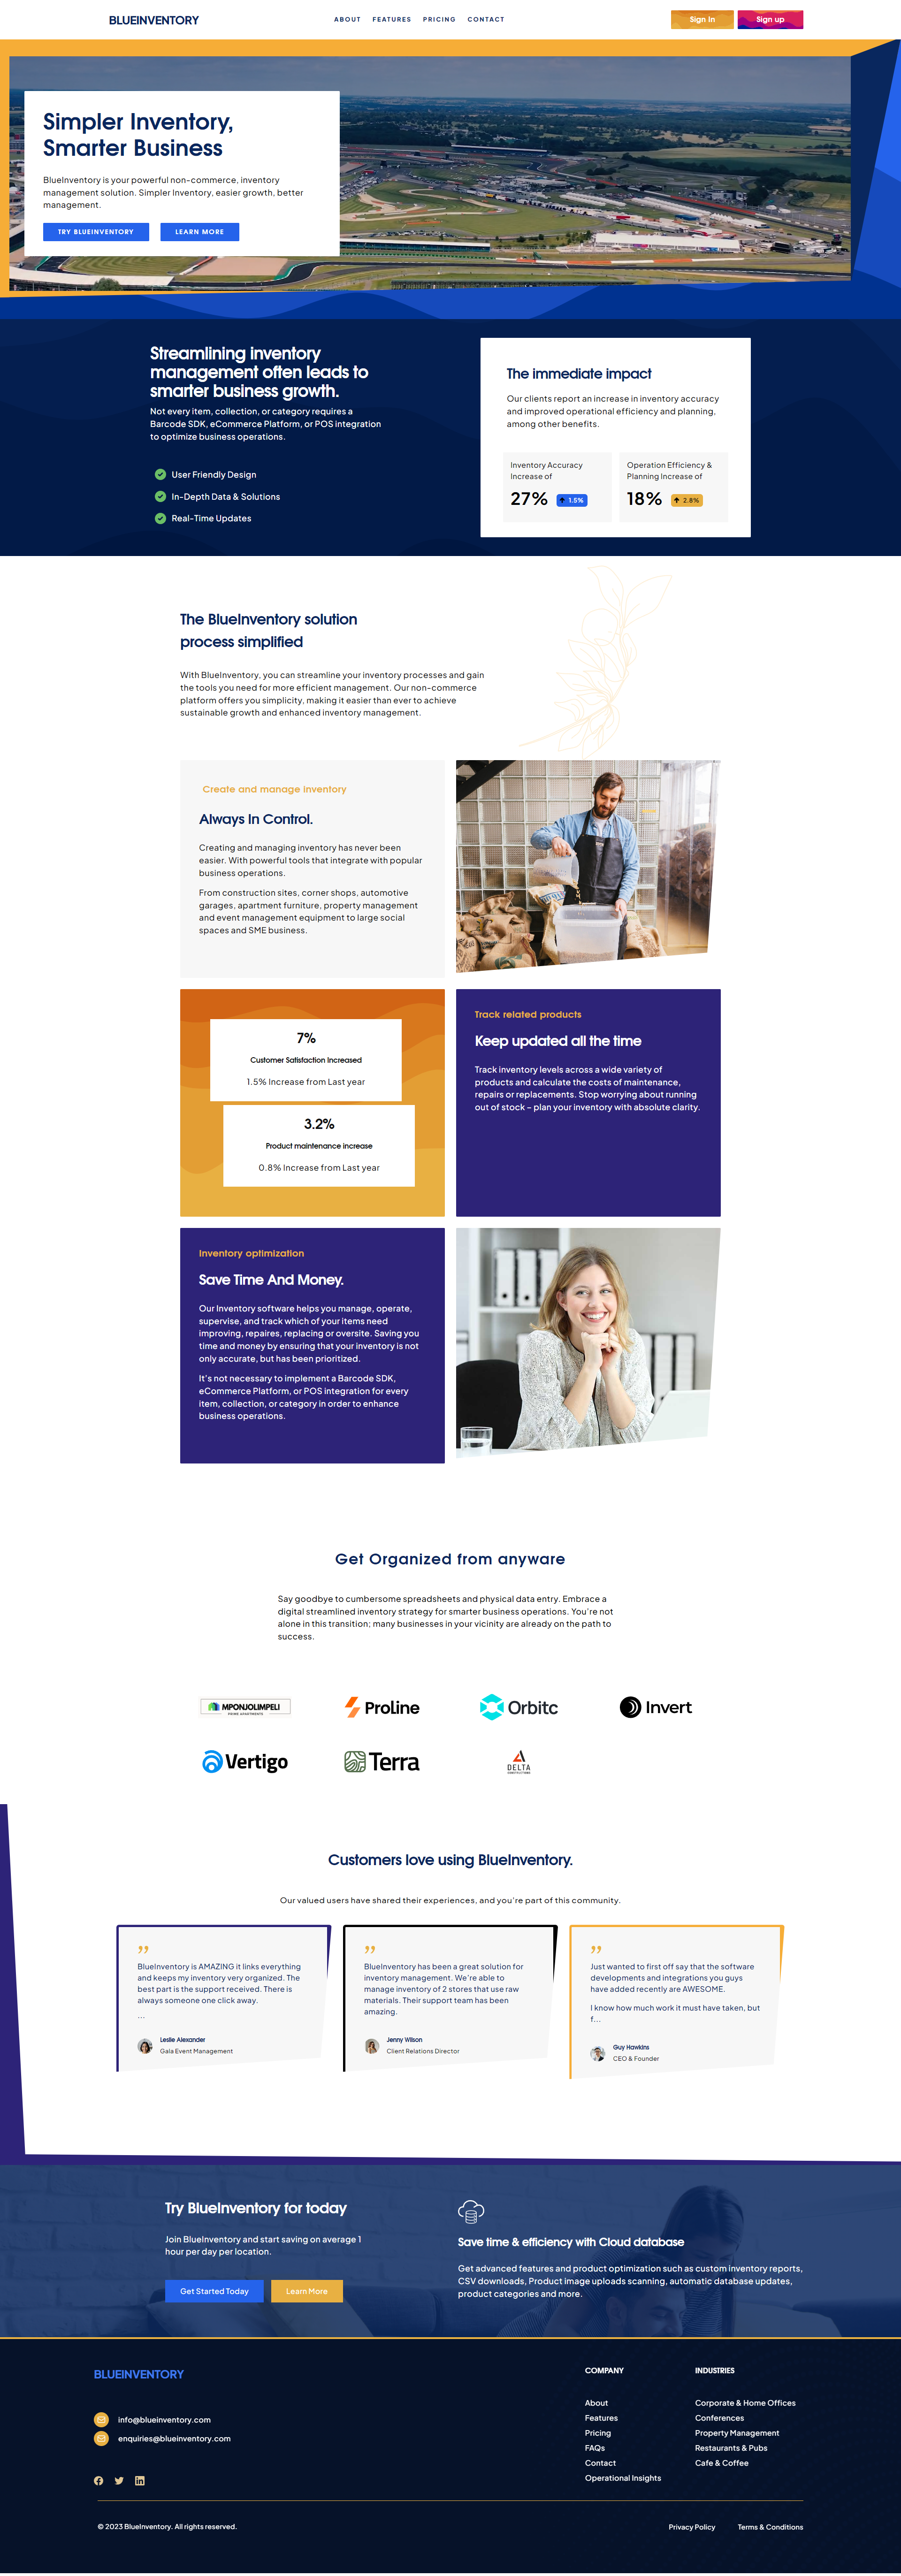 BLUEINVENTORY
ABOUT FEATURES PRICING CONTACT
Sign In Sign up
Simpler Inventory,
Smarter Business
BlueInventory is your powerful non-commerce, inventory
management solution. Simpler Inventory, easier growth, better
management.
TRY BLUEINVENTORY LEARN MORE
Streamlining inventory
management often leads to
smarter business growth.
Not every item, collection, or category requires a
Barcode SDK, eCommerce Platform, or POS integration
to optimize business operations.
User Friendly Design
In-Depth Data & Solutions
Real-Time Updates
The immediate impact
Our clients report an increase in inventory accuracy
and improved operational efficiency and planning,
among other benefits.
Inventory Accuracy
Increase of
27% 1.5%
Operation Efficiency &
Planning Increase of
18% 2.8%
The BlueInventory solution
process simplified
With BlueInventory, you can streamline your inventory processes and gain
the tools you need for more efficient management. Our non-commerce
platform offers you simplicity, making it easier than ever to achieve
sustainable growth and enhanced inventory management.
Create and manage inventory
Always In Control.
Creating and managing inventory has never been
easier. With powerful tools that integrate with popular
business operations.
From construction sites, corner shops, automotive
garages, apartment furniture, property management
and event management equipment to large social
spaces and SME business.
7%
Customer Satisfaction Increased
1.5% Increase from Last year
3.2%
Product maintenance increase
0.8% Increase from Last year
Track related products
Keep updated all the time
Track inventory levels across a wide variety of
products and calculate the costs of maintenance,
repairs or replacements. Stop worrying about running
out of stock – plan your inventory with absolute clarity.
Inventory optimization
Save Time And Money.
Our Inventory software helps you manage, operate,
supervise, and track which of your items need
improving, repairs, replacing or oversite. Saving you
time and money by ensuring that your inventory is not
only accurate, but has been prioritized.
It's not necessary to implement a Barcode SDK,
eCommerce Platform, or POS integration for every
item, collection, or category in order to enhance
business operations.
Get Organized from anyware
Say goodbye to cumbersome spreadsheets and physical data entry. Embrace a
digital streamlined inventory strategy for smarter business operations. You're not
alone in this transition; many businesses in your vicinity are already on the path to
success.
MPONJOLIMPELI
PRIME APARTMENTS
Proline
Orbitc
Invert
Vertigo
Terra
DELTA
CONSTRUCTIONS
Customers love using BlueInventory.
Our valued users have shared their experiences, and you're part of this community.
”
BlueInventory is AMAZING it links everything
and keeps my inventory very organized. The
best part is the support received. There is
always someone one click away.
...
Leslie Alexander
Gala Event Management
”
BlueInventory has been a great solution for
inventory management. We're able to
manage inventory of 2 stores that use raw
materials. Their support team has been
amazing.
Jenny Wilson
Client Relations Director
”
Just wanted to first off say that the software
developments and integrations you guys
have added recently are AWESOME.
I know how much work it must have taken, but
f...
Guy Hawkins
CEO & Founder
Try BlueInventory for today
Join BlueInventory and start saving on average 1
hour per day per location.
Get Started Today Learn More
Save time & efficiency with Cloud database
Get advanced features and product optimization such as custom inventory reports,
CSV downloads, Product image uploads scanning, automatic database updates,
product categories and more.
BLUEINVENTORY
info@blueinventory.com
enquiries@blueinventory.com
COMPANY
About
Features
Pricing
FAQs
Contact
Operational Insights
INDUSTRIES
Corporate & Home Offices
Conferences
Property Management
Restaurants & Pubs
Cafe & Coffee
© 2023 BlueInventory. All rights reserved.
Privacy Policy Terms & Conditions